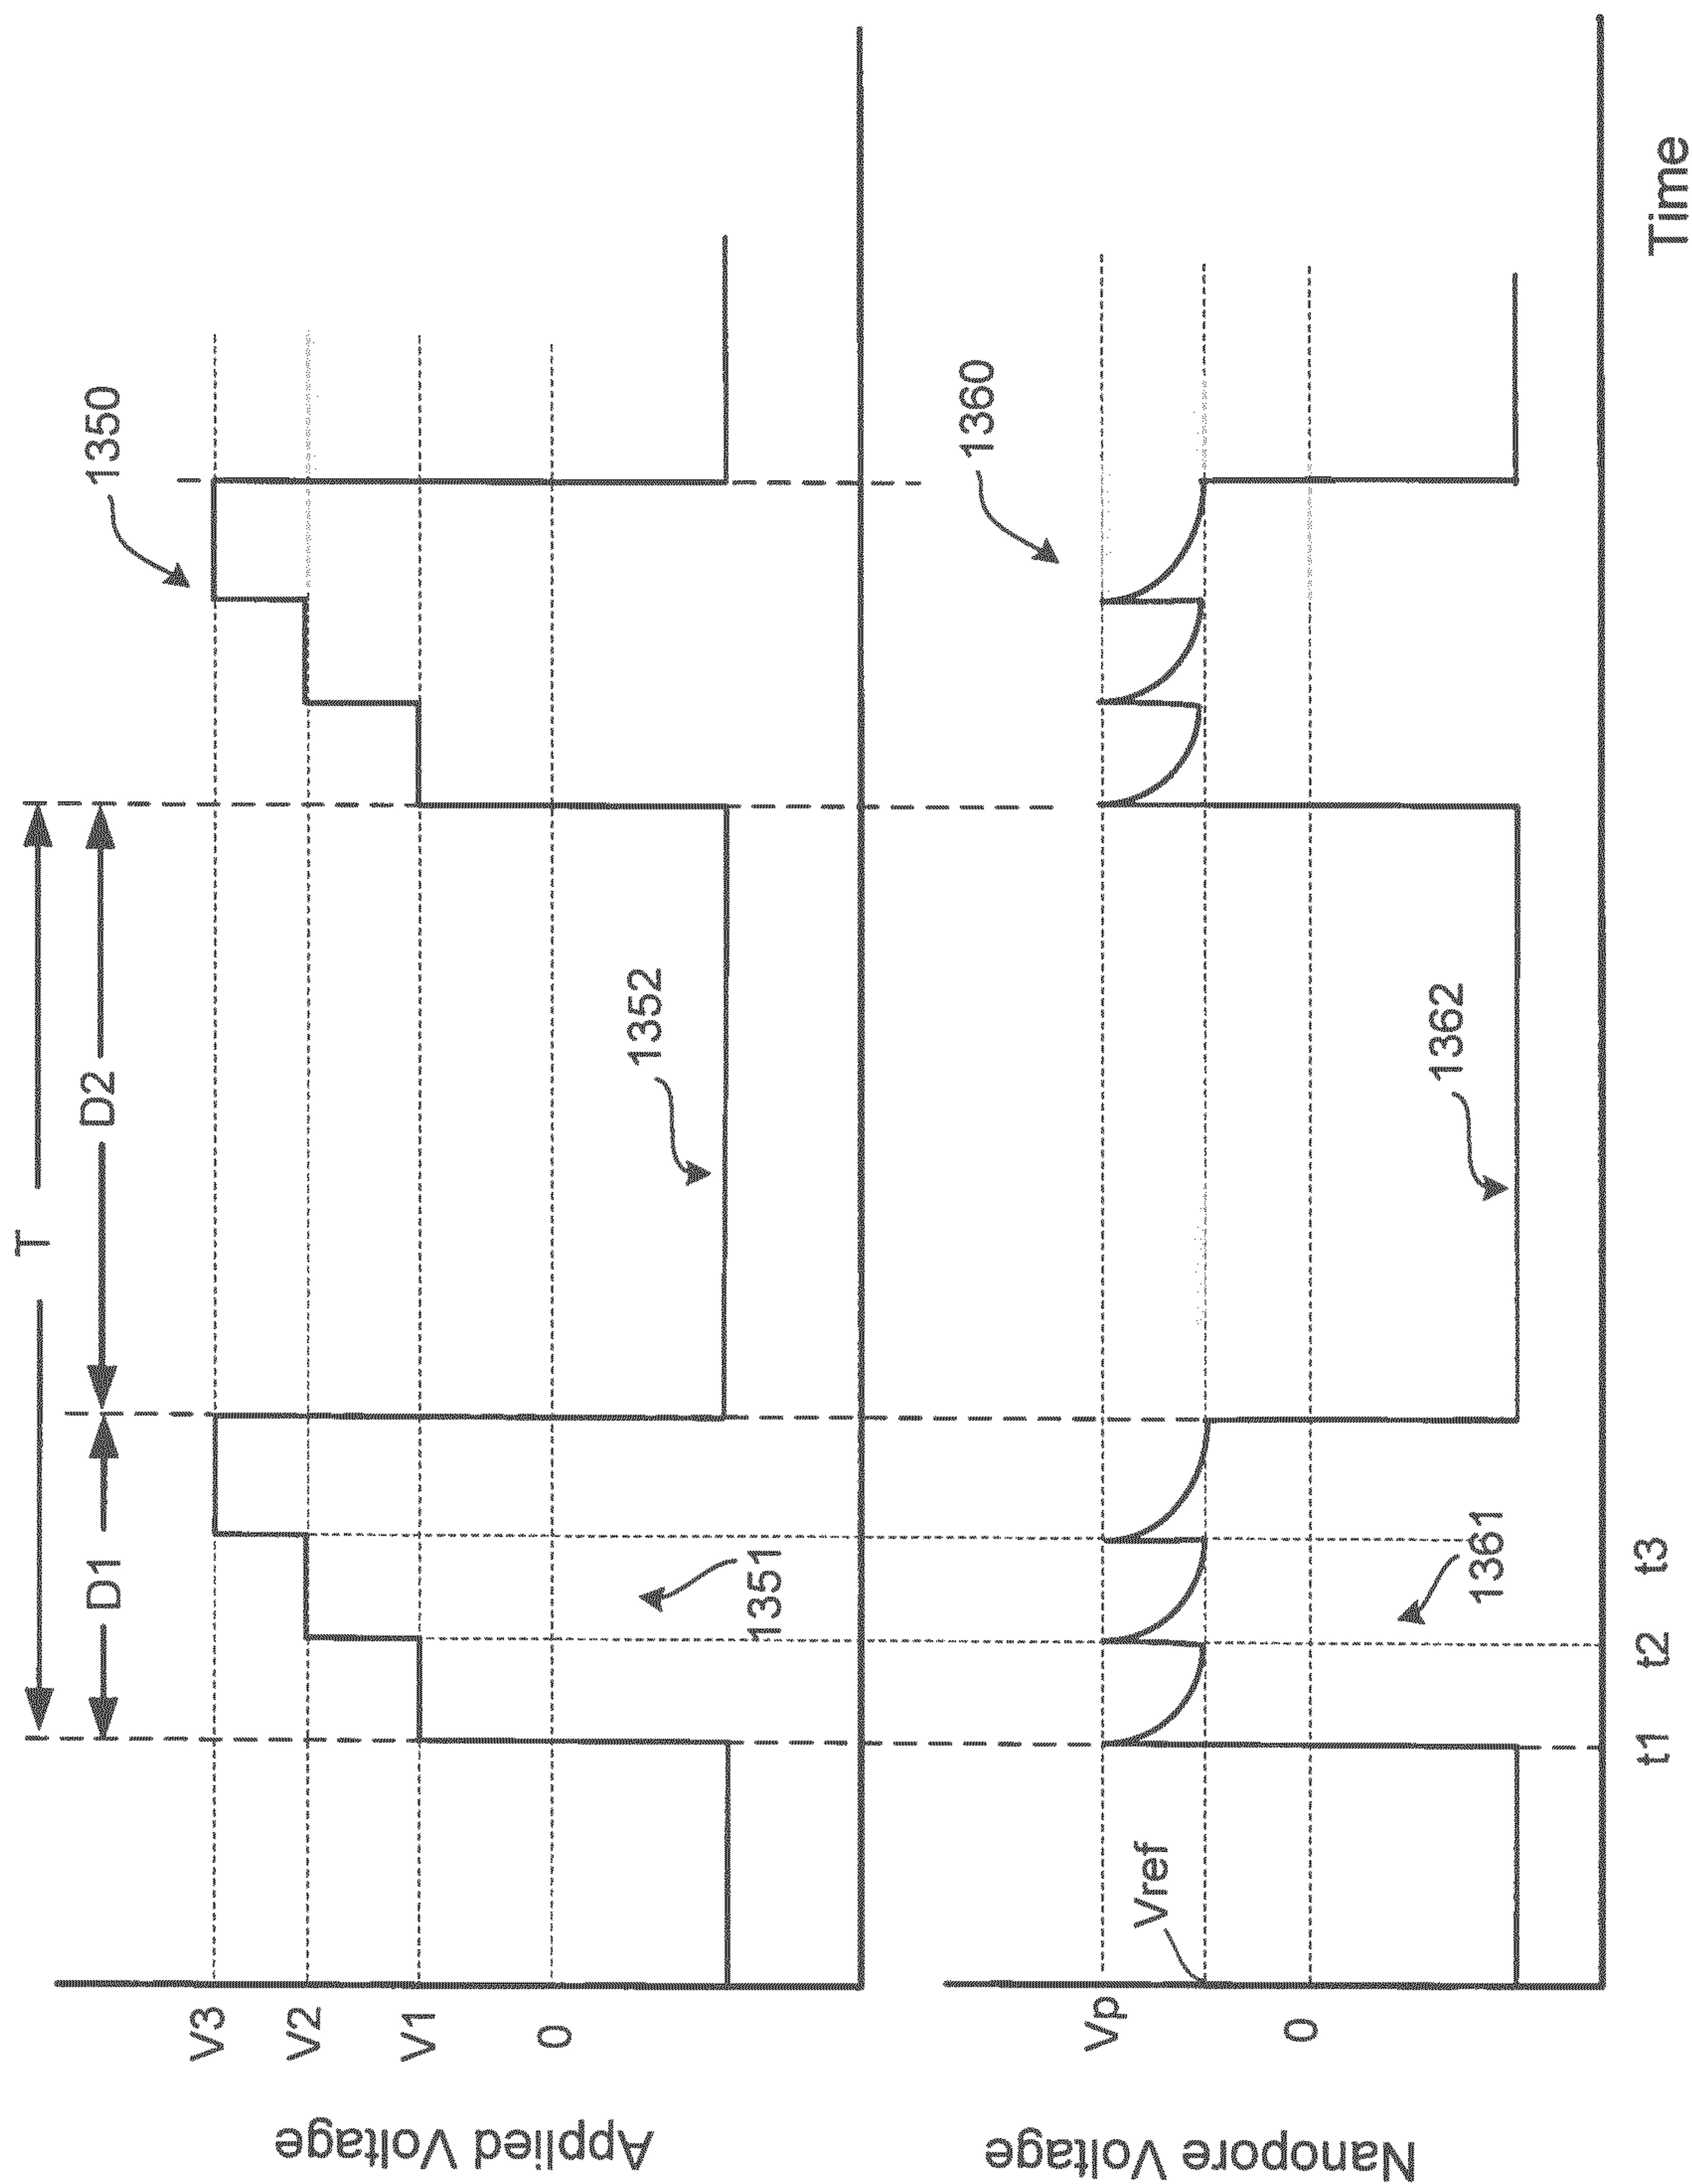 T
D1
D2
1350
V3
V2
V1
0
1352
1351
Applied Voltage
1360
Vp
Vref
0
1362
1361
Nanopore Voltage
t1
t2
t3
Time